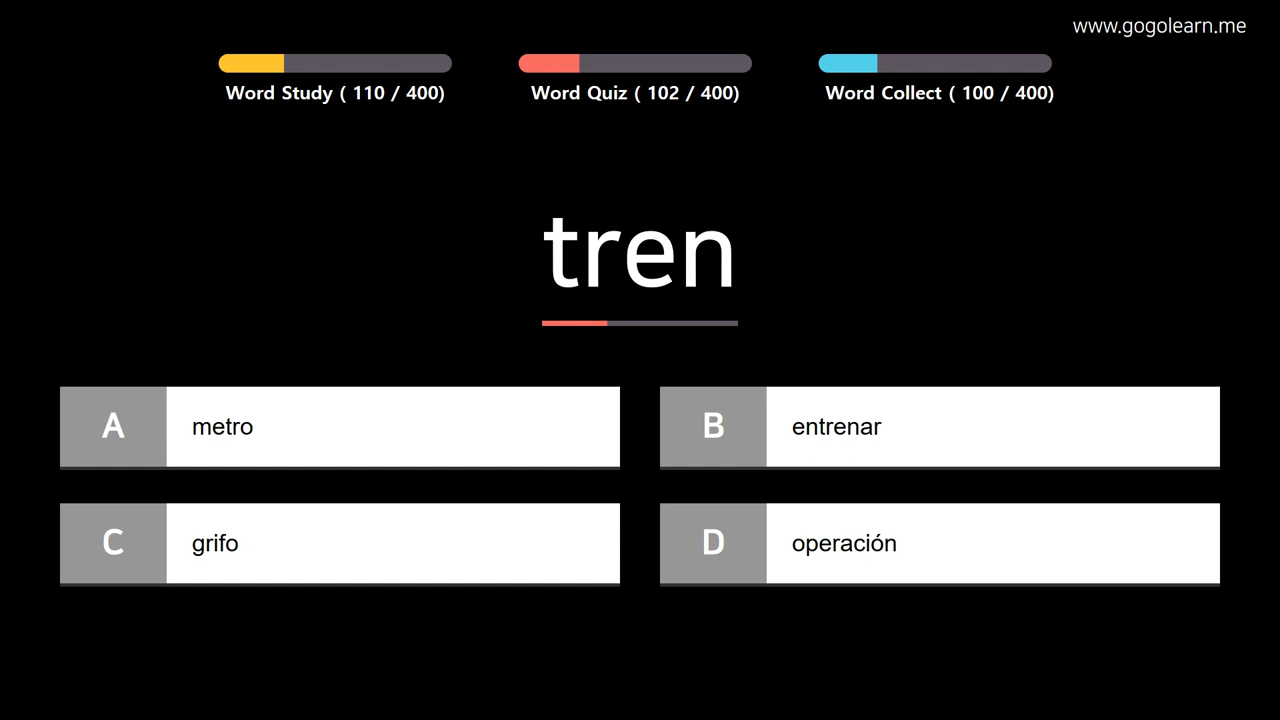 www.gogolearn.me
Word Study ( 110 / 400)
Word Quiz ( 102 / 400)
Word Collect ( 100 / 400)
tren
A metro
B entrenar
C grifo
D operación